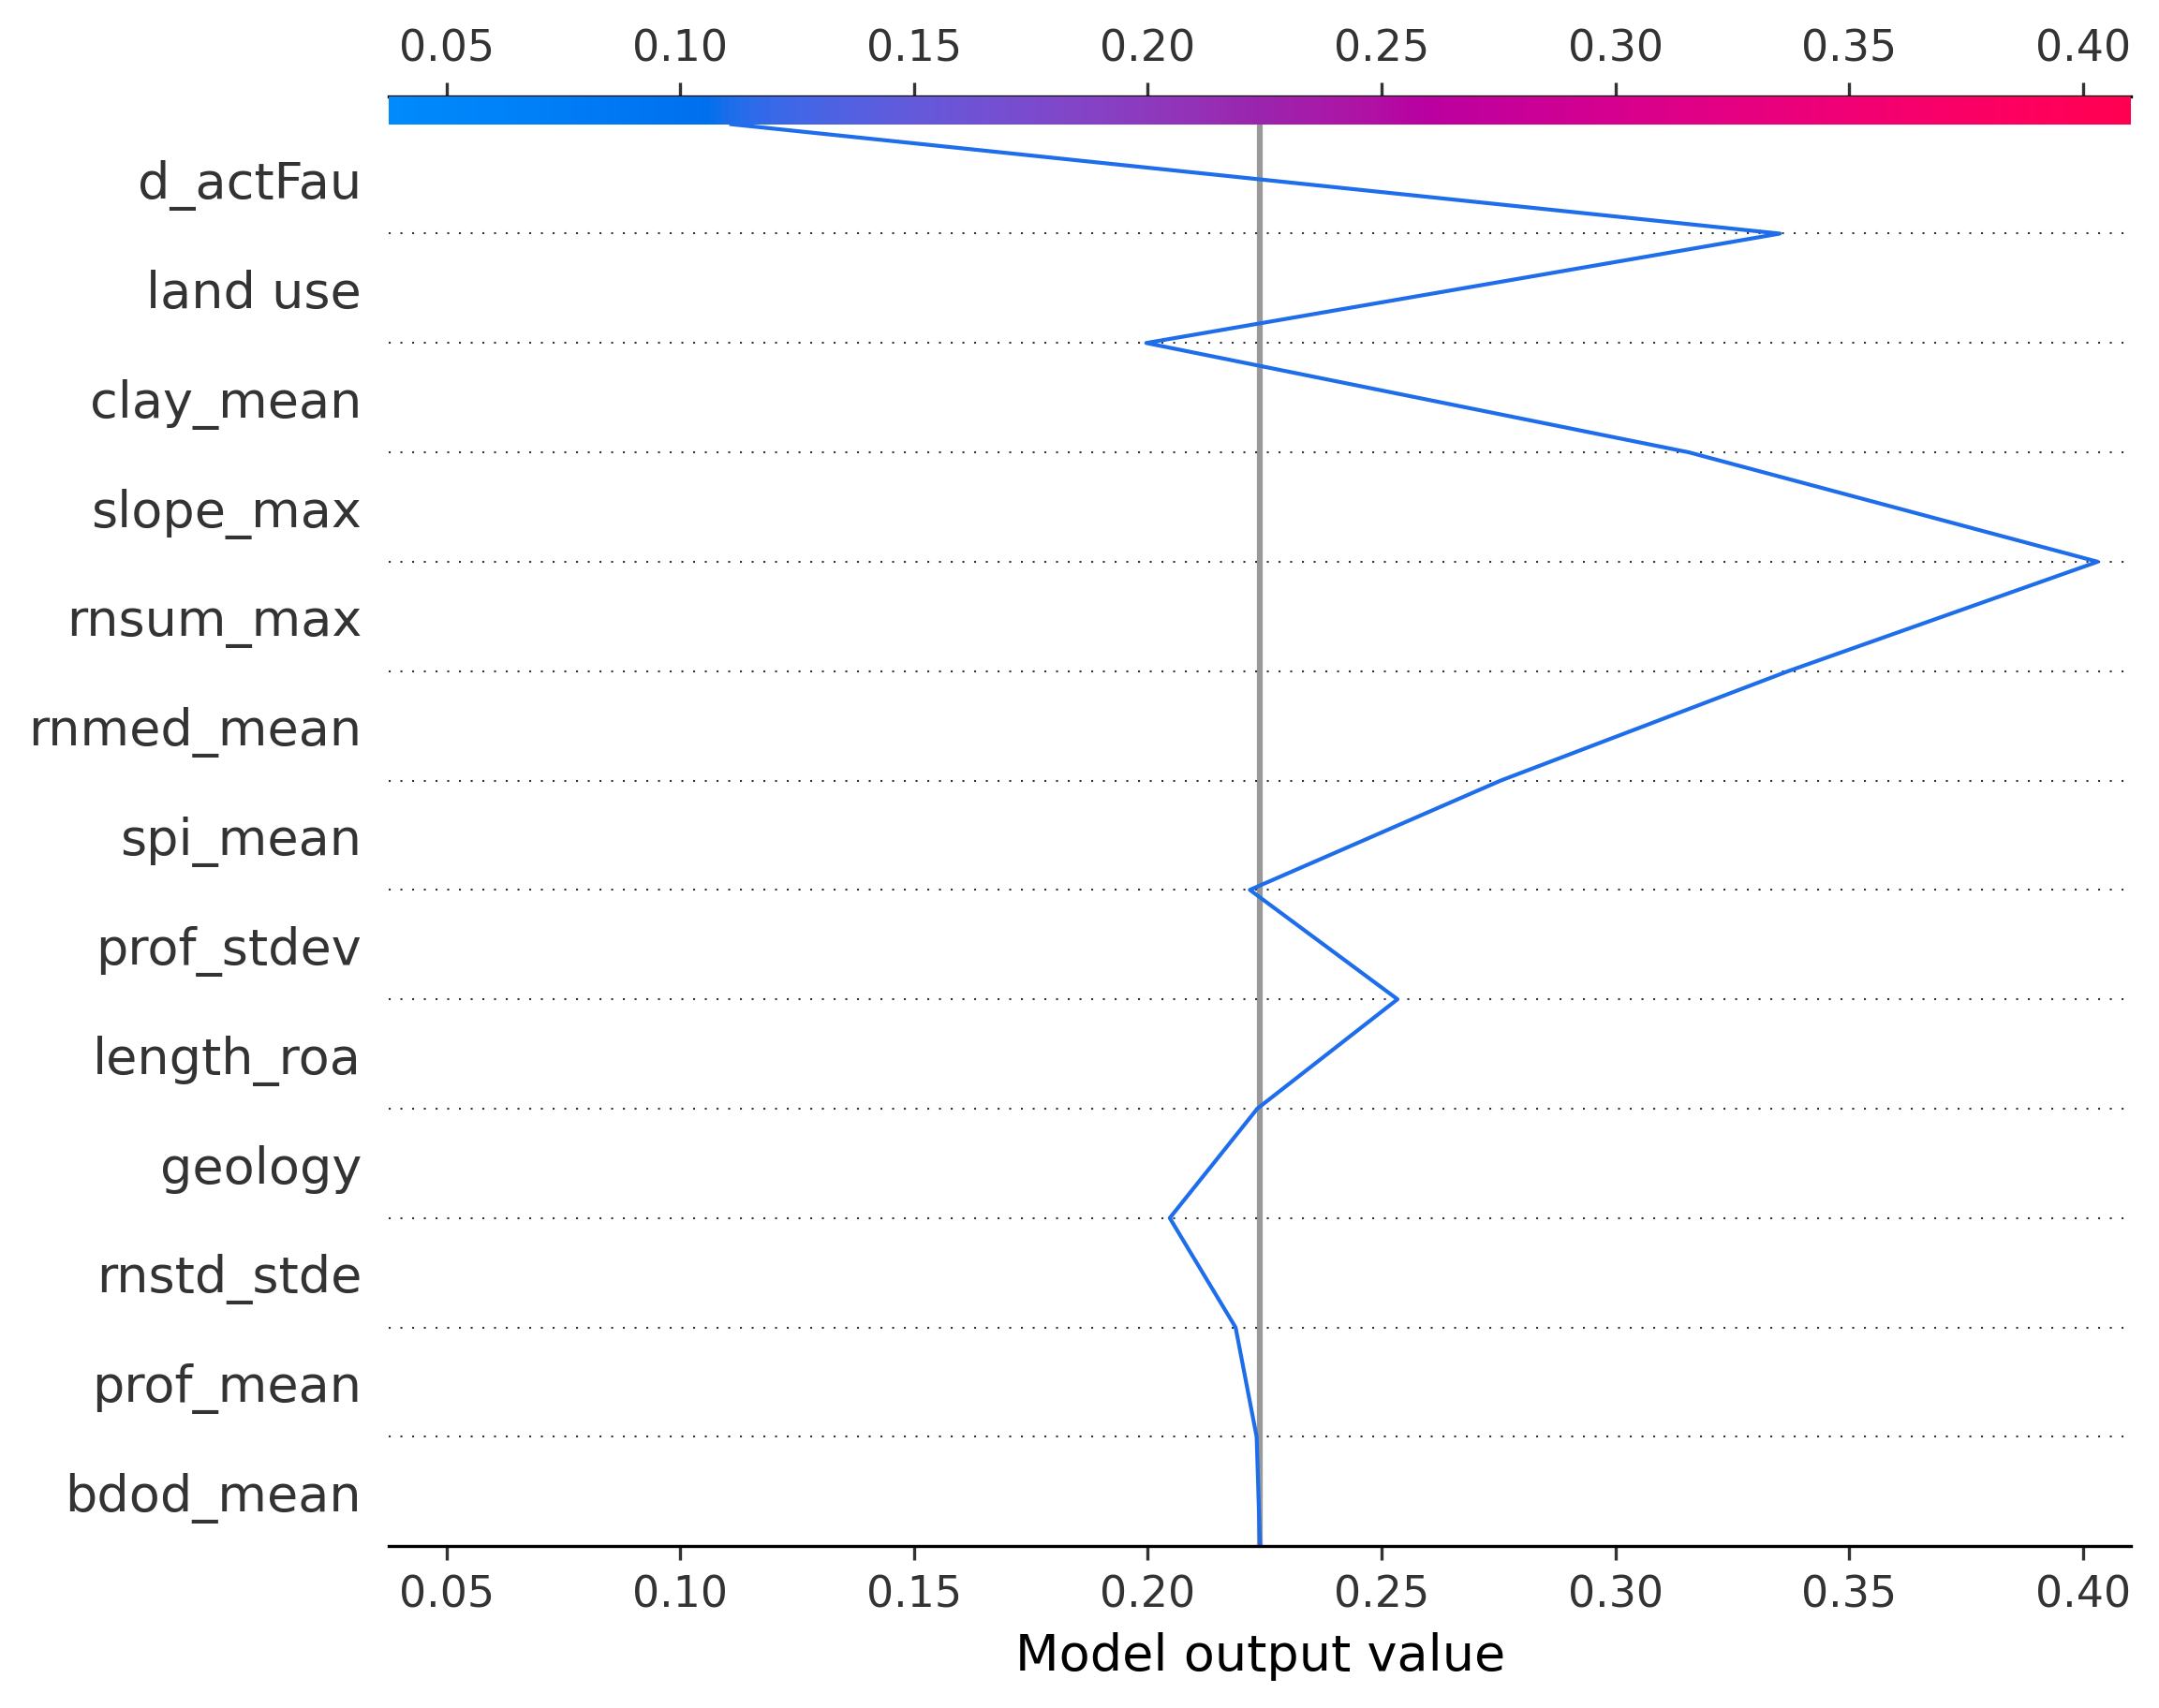 0.05 0.10 0.15 0.20 0.25 0.30 0.35 0.40
d_actFau
land use
clay_mean
slope_max
rnsum_max
rnmed_mean
spi_mean
prof_stdev
length_roa
geology
rnstd_stde
prof_mean
bdod_mean
0.05 0.10 0.15 0.20 0.25 0.30 0.35 0.40
Model output value